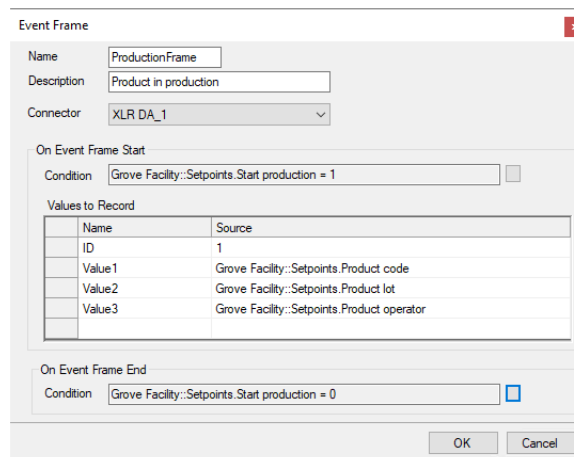 Event Frame
Name ProductionFrame
Description Product in production
Connector XLR DA_1
On Event Frame Start
Condition Grove Facility::Setpoints.Start production = 1
Values to Record
Name Source
ID 1
Value1 Grove Facility::Setpoints.Product code
Value2 Grove Facility::Setpoints.Product lot
Value3 Grove Facility::Setpoints.Product operator
On Event Frame End
Condition Grove Facility::Setpoints.Start production = 0
OK Cancel